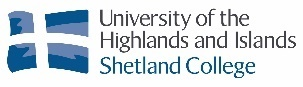 University of the
Highlands and Islands
Shetland College